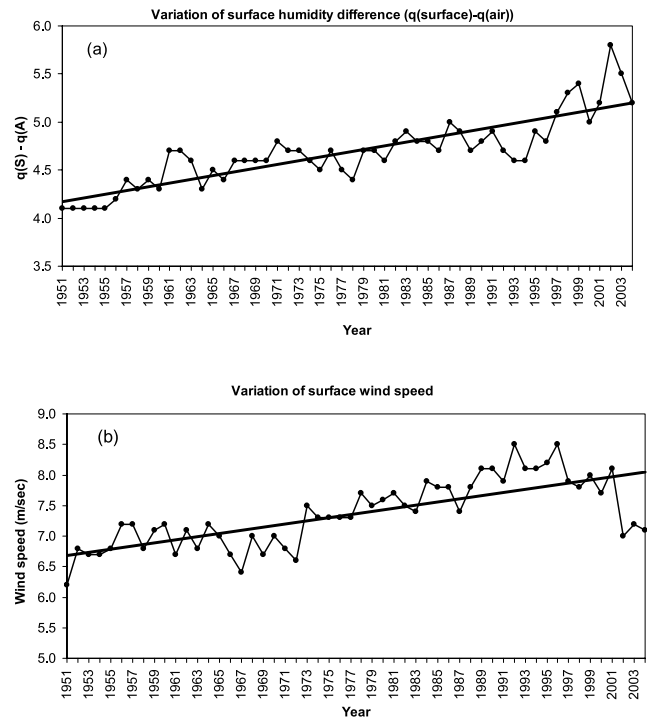 Variation of surface humidity difference (q(surface)-q(air))
(a)
q(S) - q(A)
6.0
5.5
5.0
4.5
4.0
3.5
1951 1953 1955 1957 1959 1961 1963 1965 1967 1969 1971 1973 1975 1977 1979 1981 1983 1985 1987 1989 1991 1993 1995 1997 1999 2001 2003
Year
Variation of surface wind speed
(b)
Wind speed (m/sec)
9.0
8.5
8.0
7.5
7.0
6.5
6.0
5.5
5.0
1951 1953 1955 1957 1959 1961 1963 1965 1967 1969 1971 1973 1975 1977 1979 1981 1983 1985 1987 1989 1991 1993 1995 1997 1999 2001 2003
Year